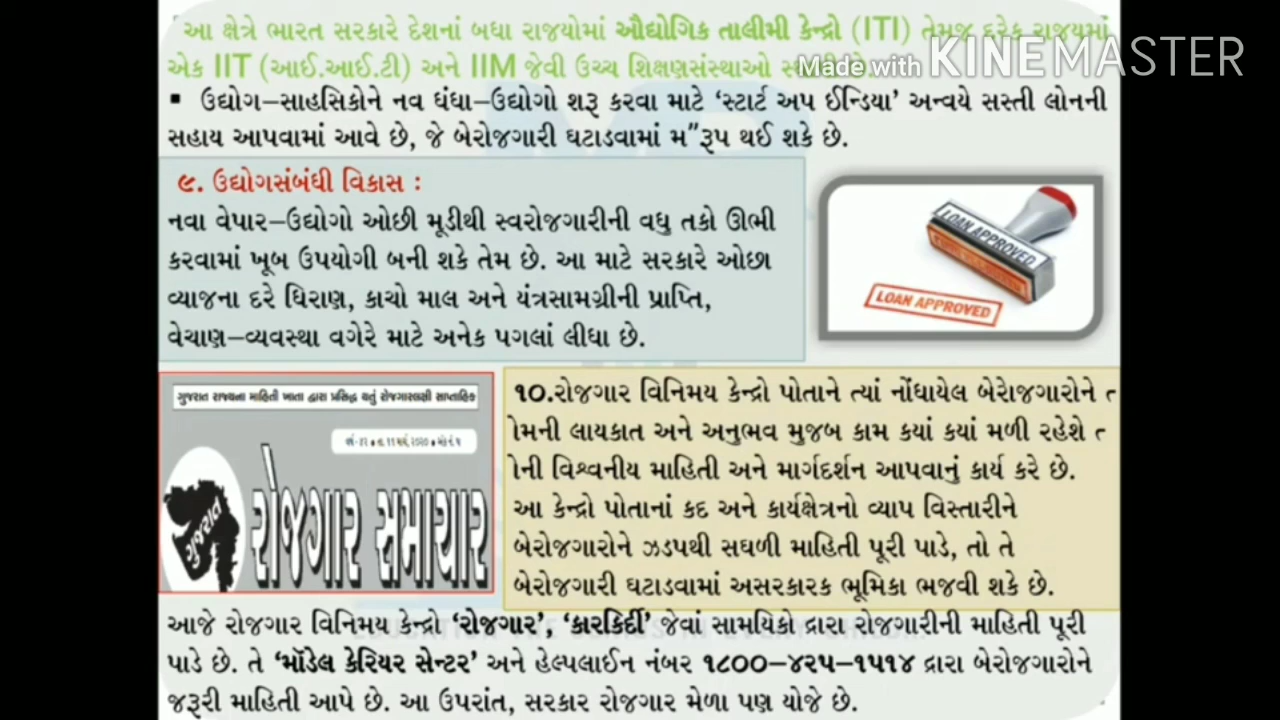 આ ક્ષેત્રે ભારત સરકારે દેશનાં બધા રાજયોમાં ઔદ્યોગિક તાલીમી કેન્દ્રો (ITI) તેમજ દરેક રાજયમાં
એક IIT (આઈ.આઈ.ટી) અને IIM જેવી ઉચ્ચ શિક્ષણસંસ્થાઓ
Made with KINEMASTER
▪ ઉદ્યોગ–સાહસિકોને નવ ધંધા–ઉદ્યોગો શરૂ કરવા માટે ‘સ્ટાર્ટ અપ ઈન્ડિયા’ અન્વયે સસ્તી લોનની
સહાય આપવામાં આવે છે, જે બેરોજગારી ઘટાડવામાં મ”રૂપ થઈ શકે છે.
૯. ઉદ્યોગસંબંધી વિકાસ :
નવા વેપાર–ઉદ્યોગો ઓછી મૂડીથી સ્વરોજગારીની વધુ તકો ઊભી
કરવામાં ખૂબ ઉપયોગી બની શકે તેમ છે. આ માટે સરકારે ઓછા
વ્યાજના દરે ધિરાણ, કાચો માલ અને યંત્રસામગ્રીની પ્રાપ્તિ,
વેચાણ–વ્યવસ્થા વગેરે માટે અનેક પગલાં લીધા છે.
LOAN APPROVED
LOAN APPROVED
ગુજરાત રાજ્યના માહિતી ખાતા દ્વારા પ્રસિદ્ધ થતું રોજગારલક્ષી સાપ્તાહિક
ગુજરાત
રોજગાર સમાચાર
૧૦.રોજગાર વિનિમય કેન્દ્રો પોતાને ત્યાં નોંધાયેલ બેરોજગારોને ત
ેમની લાયકાત અને અનુભવ મુજબ કામ કયાં કયાં મળી રહેશે ત
ેની વિશ્વનીય માહિતી અને માર્ગદર્શન આપવાનું કાર્ય કરે છે.
આ કેન્દ્રો પોતાનાં કદ અને કાર્યક્ષેત્રનો વ્યાપ વિસ્તારીને
બેરોજગારોને ઝડપથી સઘળી માહિતી પૂરી પાડે, તો તે
બેરોજગારી ઘટાડવામાં અસરકારક ભૂમિકા ભજવી શકે છે.
આજે રોજગાર વિનિમય કેન્દ્રો ‘રોજગાર’, ‘કારકિર્દી’ જેવાં સામયિકો દ્વારા રોજગારીની માહિતી પૂરી
પાડે છે. તે ‘મૉડેલ કેરિયર સેન્ટર’ અને હેલ્પલાઈન નંબર ૧૮૦૦–૪૨૫–૧૫૧૪ દ્વારા બેરોજગારોને
જરૂરી માહિતી આપે છે. આ ઉપરાંત, સરકાર રોજગાર મેળા પણ યોજે છે.